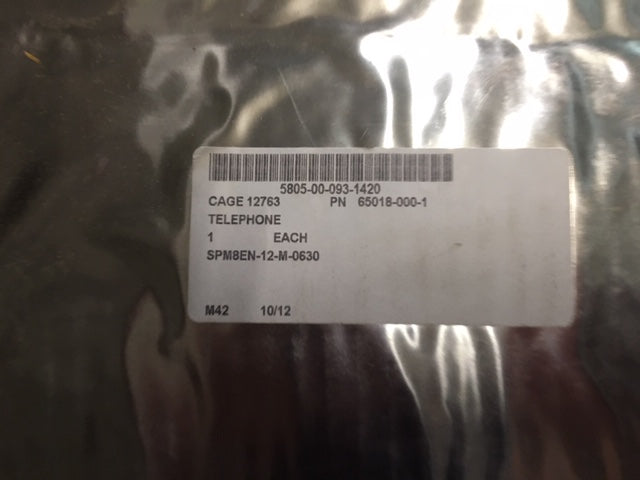 5805-00-093-1420
CAGE 12763 PN 65018-000-1
TELEPHONE
1 EACH
SPM8EN-12-M-0630
M42 10/12